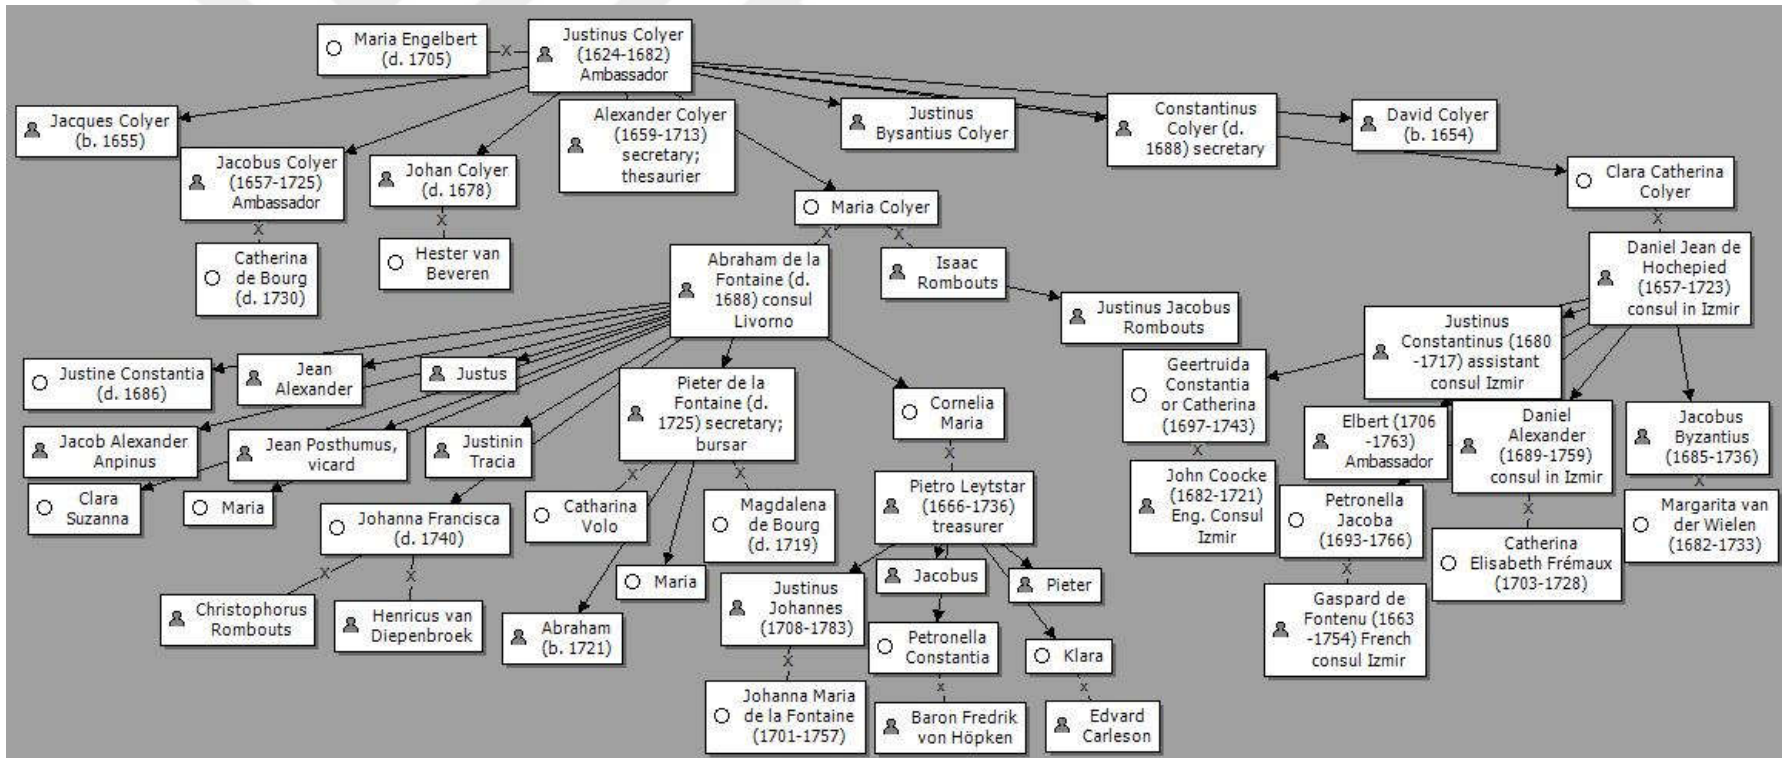 Maria Engelbert
(d. 1705)
X
Justinus Colyer
(1624-1682)
Ambassador
Jacques Colyer
(b. 1655)
Jacobus Colyer
(1657-1725)
Ambassador
X
Catherina
de Bourg
(d. 1730)
Johan Colyer
(d. 1678)
X
Hester van
Beveren
Alexander Colyer
(1659-1713)
secretary;
thesaurier
Justinus
Bysantius Colyer
Constantinus
Colyer (d.
1688) secretary
David Colyer
(b. 1654)
Maria Colyer
X
X
Clara Catherina
Colyer
X
Abraham de la
Fontaine (d.
1688) consul
Livorno
Isaac
Rombouts
Justinus Jacobus
Rombouts
Daniel Jean de
Hochepied
(1657-1723)
consul in Izmir
Justine Constantia
(d. 1686)
Jean
Alexander
Justus
Pieter de la
Fontaine (d.
1725) secretary;
bursar
Cornelia
Maria
X
Geertruida
Constantia
or Catherina
(1697-1743)
X
Justinus
Constantinus (1680
-1717) assistant
consul Izmir
Jacob Alexander
Anpinus
Jean Posthumus,
vicard
Justinin
Tracia
Elbert (1706
-1763)
Ambassador
Daniel
Alexander
(1689-1759)
consul in Izmir
X
Jacobus
Byzantius
(1685-1736)
X
Clara
Suzanna
Maria
Johanna Francisca
(d. 1740)
X
X
X
Catharina
Volo
X
Magdalena
de Bourg
(d. 1719)
Pietro Leytstar
(1666-1736)
treasurer
John Coocke
(1682-1721)
Eng. Consul
Izmir
Petronella
Jacoba
(1693-1766)
X
Catherina
Elisabeth Frémaux
(1703-1728)
Margarita van
der Wielen
(1682-1733)
Christophorus
Rombouts
Henricus van
Diepenbroek
Abraham
(b. 1721)
Maria
Justinus
Johannes
(1708-1783)
X
Jacobus
Pieter
Petronella
Constantia
X
Klara
X
Gaspard de
Fontenu (1663
-1754) French
consul Izmir
Johanna Maria
de la Fontaine
(1701-1757)
Baron Fredrik
von Höpken
Edvard
Carleson